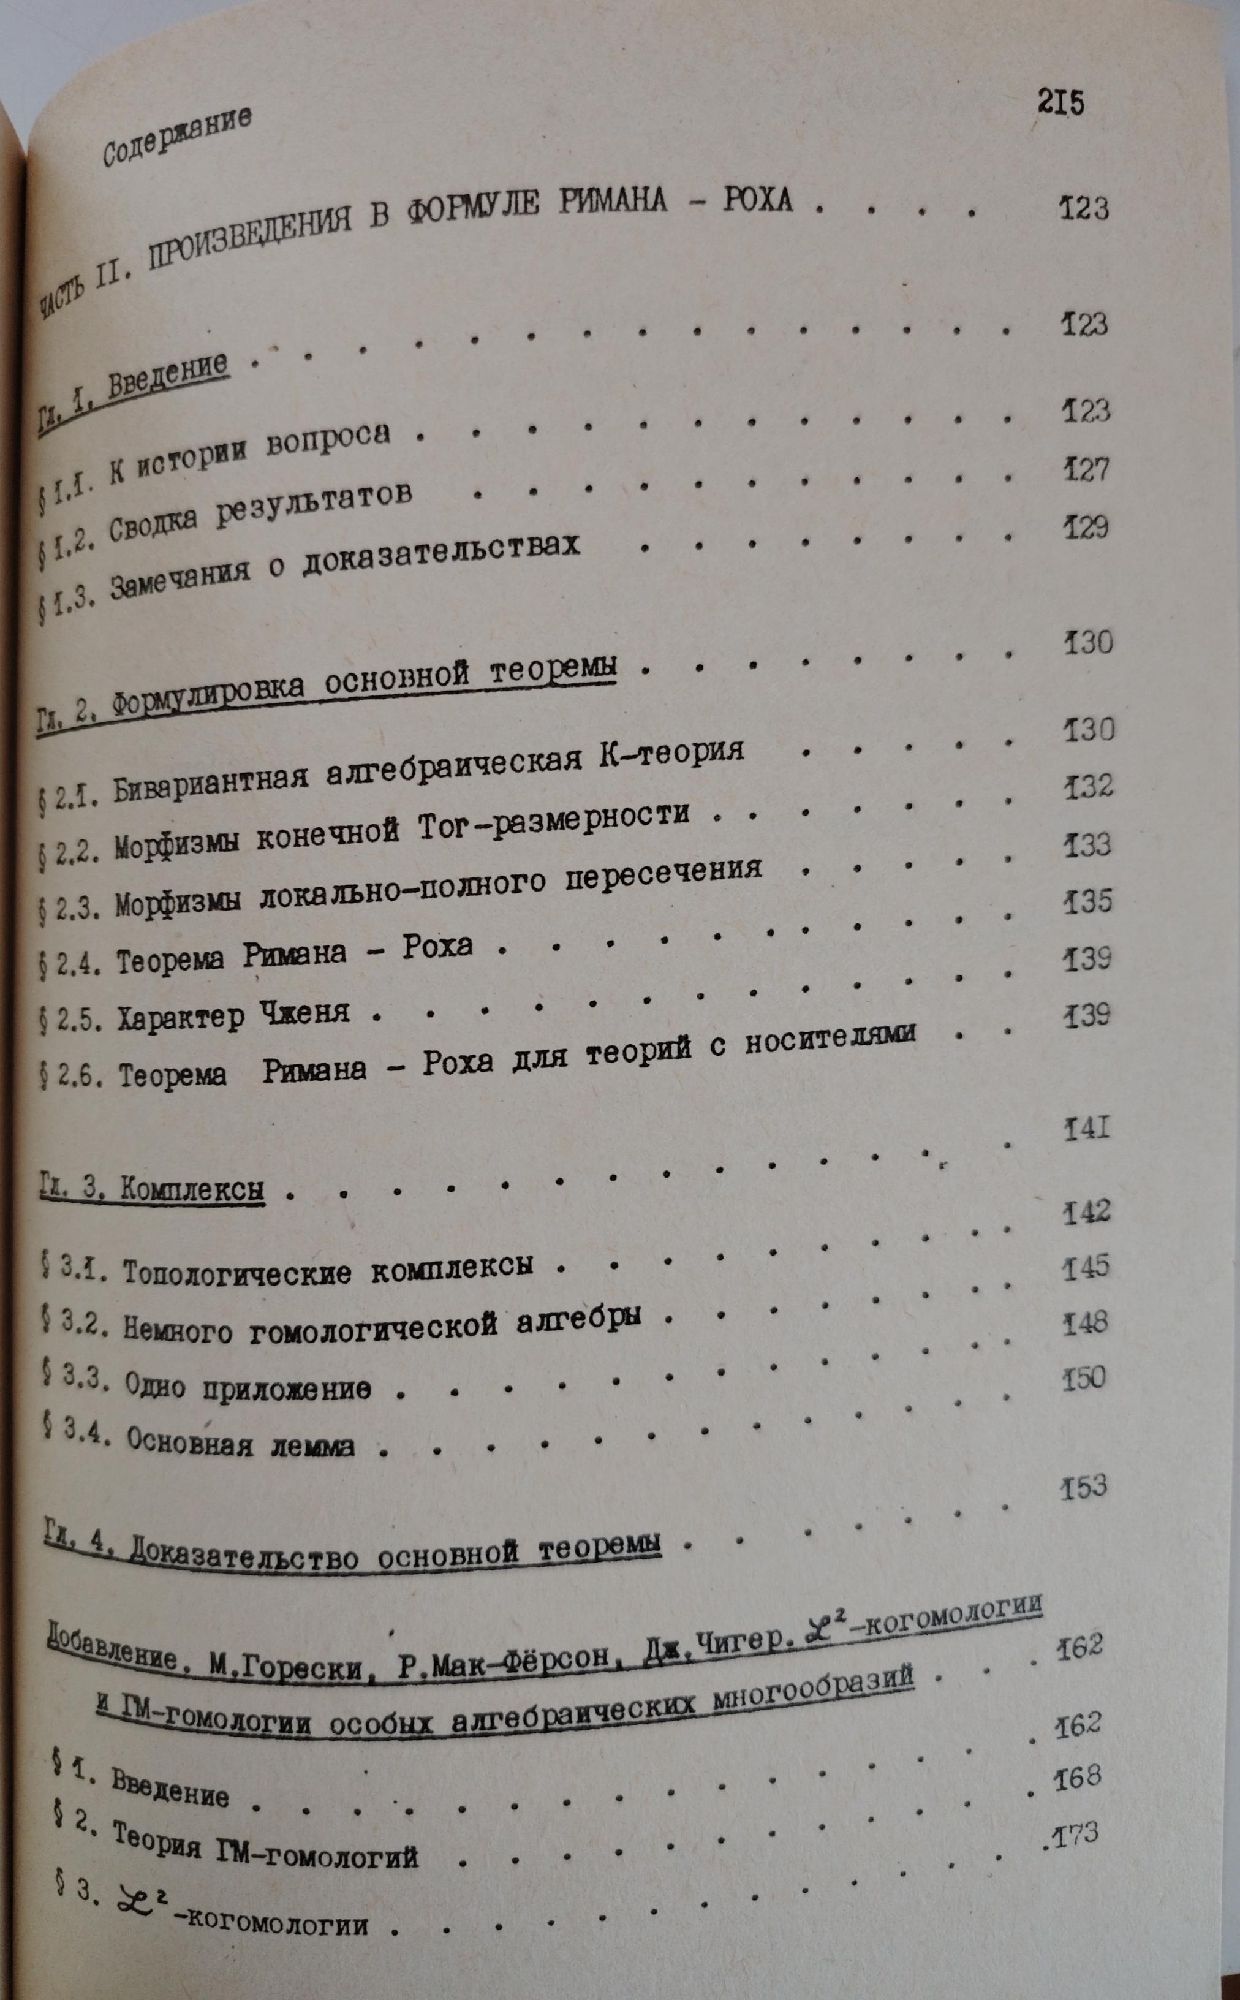 Содержание 215
ЧАСТЬ II. ПРОИЗВЕДЕНИЯ В ФОРМУЛЕ РИМАНА – РОХА . . . . 123
Гл. 1. Введение . . . . . . . . . . . . . . 123
§ 1.1. К истории вопроса . . . . . . . . . . . . 123
§ 1.2. Сводка результатов . . . . . . . . . . . 127
§ 1.3. Замечания о доказательствах . . . . . . . . 129
Гл. 2. Формулировка основной теоремы . . . . . . . . 130
§ 2.1. Бивариантная алгебраическая К-теория . . . . . 130
§ 2.2. Морфизмы конечной Tor-размерности . . . . . . . 132
§ 2.3. Морфизмы локально-полного пересечения . . . . . 133
§ 2.4. Теорема Римана – Роха . . . . . . . . . . . 135
§ 2.5. Характер Чженя . . . . . . . . . . . . . 139
§ 2.6. Теорема Римана – Роха для теорий с носителями . . 139
Гл. 3. Комплексы . . . . . . . . . . . . . . 141
§ 3.1. Топологические комплексы . . . . . . . . . . 142
§ 3.2. Немного гомологической алгебры . . . . . . . . 145
§ 3.3. Одно приложение . . . . . . . . . . . . . 148
§ 3.4. Основная лемма . . . . . . . . . . . . . 150
Гл. 4. Доказательство основной теоремы . . . . . . . 153
Добавление. М.Горески, Р.Мак-Фёрсон, Дж.Чигер. ℒ²-когомологии
и ГМ-гомологии особых алгебраических многообразий . . . 162
§ 1. Введение . . . . . . . . . . . . . . . . 162
§ 2. Теория ГМ-гомологий . . . . . . . . . . . . 168
§ 3. ℒ²-когомологии . . . . . . . . . . . . . . 173